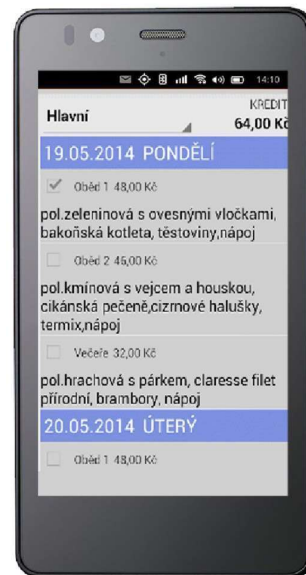 14:10
Hlavní
KREDIT
64,00 Kč
19.05.2014 PONDĚLÍ
Oběd 1 48,00 Kč
pol.zeleninová s ovesnými vločkami,
bakoňská kotleta, těstoviny,nápoj
Oběd 2 46,00 Kč
pol.kmínová s vejcem a houskou,
cikánská pečeně,cizrnové halušky,
termix,nápoj
Večeře 32,00 Kč
pol.hrachová s párkem, claresse filet
přírodní, brambory, nápoj
20.05.2014 ÚTERÝ
Oběd 1 48,00 Kč